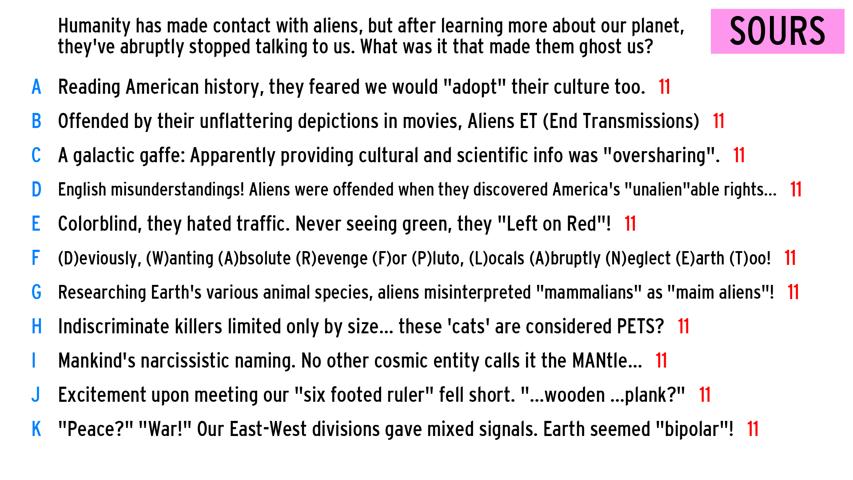 Humanity has made contact with aliens, but after learning more about our planet,
they've abruptly stopped talking to us. What was it that made them ghost us?
SOURS
A Reading American history, they feared we would "adopt" their culture too. 11
B Offended by their unflattering depictions in movies, Aliens ET (End Transmissions) 11
C A galactic gaffe: Apparently providing cultural and scientific info was "oversharing". 11
D English misunderstandings! Aliens were offended when they discovered America's "unalien"able rights... 11
E Colorblind, they hated traffic. Never seeing green, they "Left on Red"! 11
F (D)eviously, (W)anting (A)bsolute (R)evenge (F)or (P)luto, (L)ocals (A)bruptly (N)eglect (E)arth (T)oo! 11
G Researching Earth's various animal species, aliens misinterpreted "mammalians" as "maim aliens"! 11
H Indiscriminate killers limited only by size... these 'cats' are considered PETS? 11
I Mankind's narcissistic naming. No other cosmic entity calls it the MANtle... 11
J Excitement upon meeting our "six footed ruler" fell short. "...wooden ...plank?" 11
K "Peace?" "War!" Our East-West divisions gave mixed signals. Earth seemed "bipolar"! 11